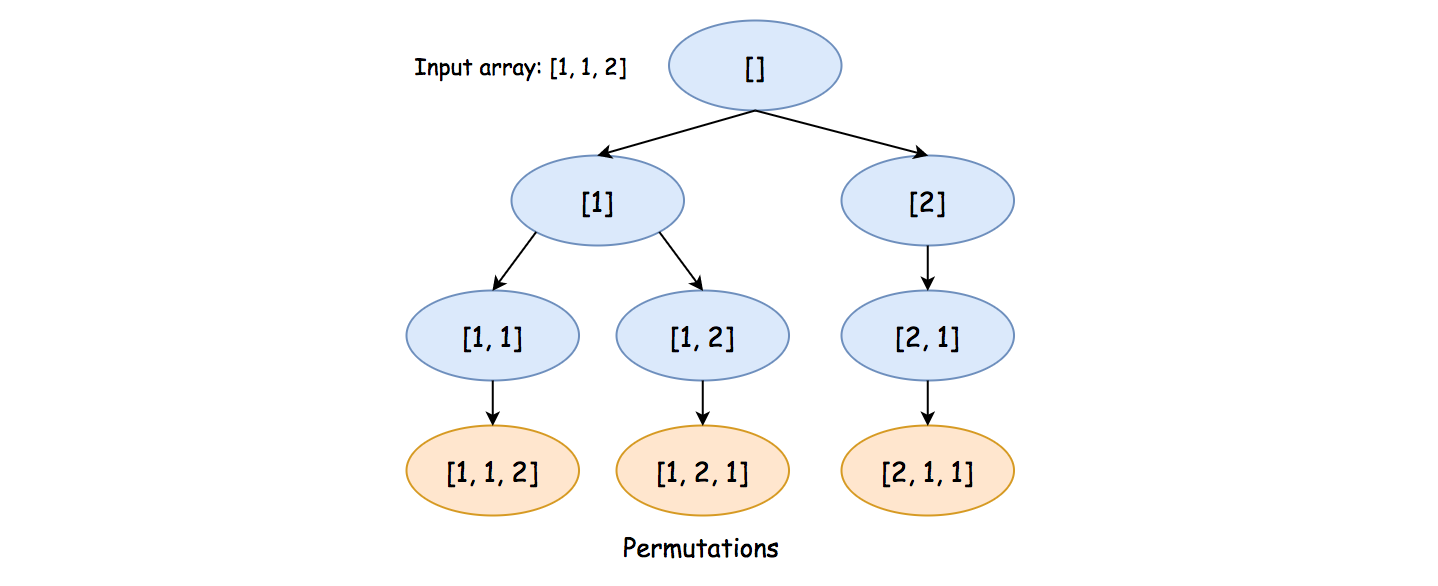 Input array: [1, 1, 2]
[]
[1]
[2]
[1, 1]
[1, 2]
[2, 1]
[1, 1, 2]
[1, 2, 1]
[2, 1, 1]
Permutations